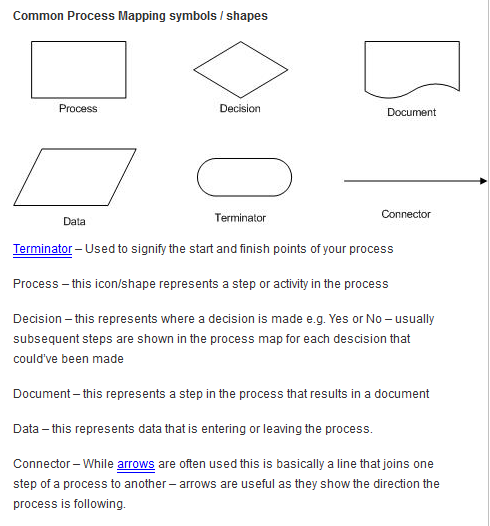 Common Process Mapping symbols / shapes
Process
Decision
Document
Data
Terminator
Connector
Terminator – Used to signify the start and finish points of your process
Process – this icon/shape represents a step or activity in the process
Decision – this represents where a decision is made e.g. Yes or No – usually
subsequent steps are shown in the process map for each descision that
could've been made
Document – this represents a step in the process that results in a document
Data – this represents data that is entering or leaving the process.
Connector – While arrows are often used this is basically a line that joins one
step of a process to another – arrows are useful as they show the direction the
process is following.